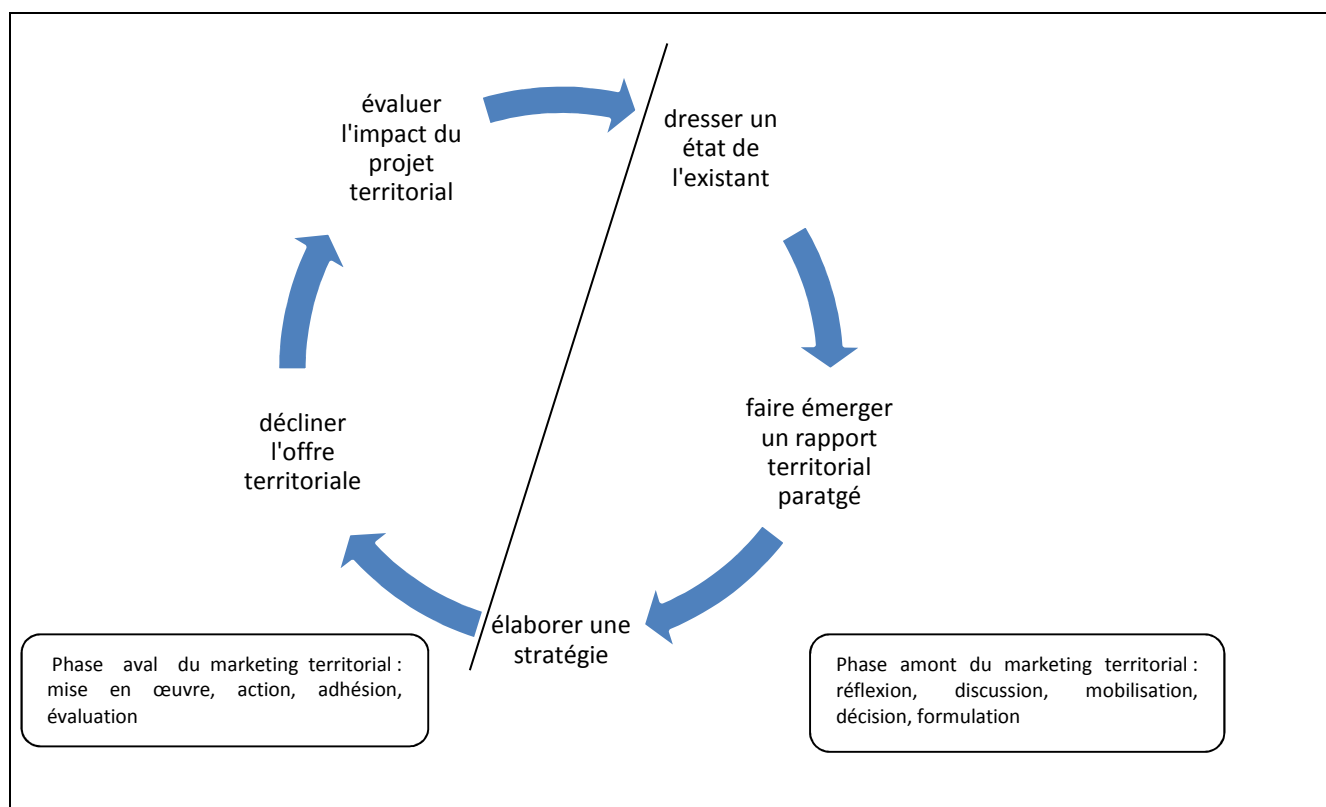 évaluer
l'impact du
projet
territorial
dresser un
état de
l'existant
faire émerger
un rapport
territorial
paratgé
élaborer une
stratégie
décliner
l'offre
territoriale
Phase aval du marketing territorial :
mise en œuvre, action, adhésion,
évaluation
Phase amont du marketing territorial :
réflexion, discussion, mobilisation,
décision, formulation